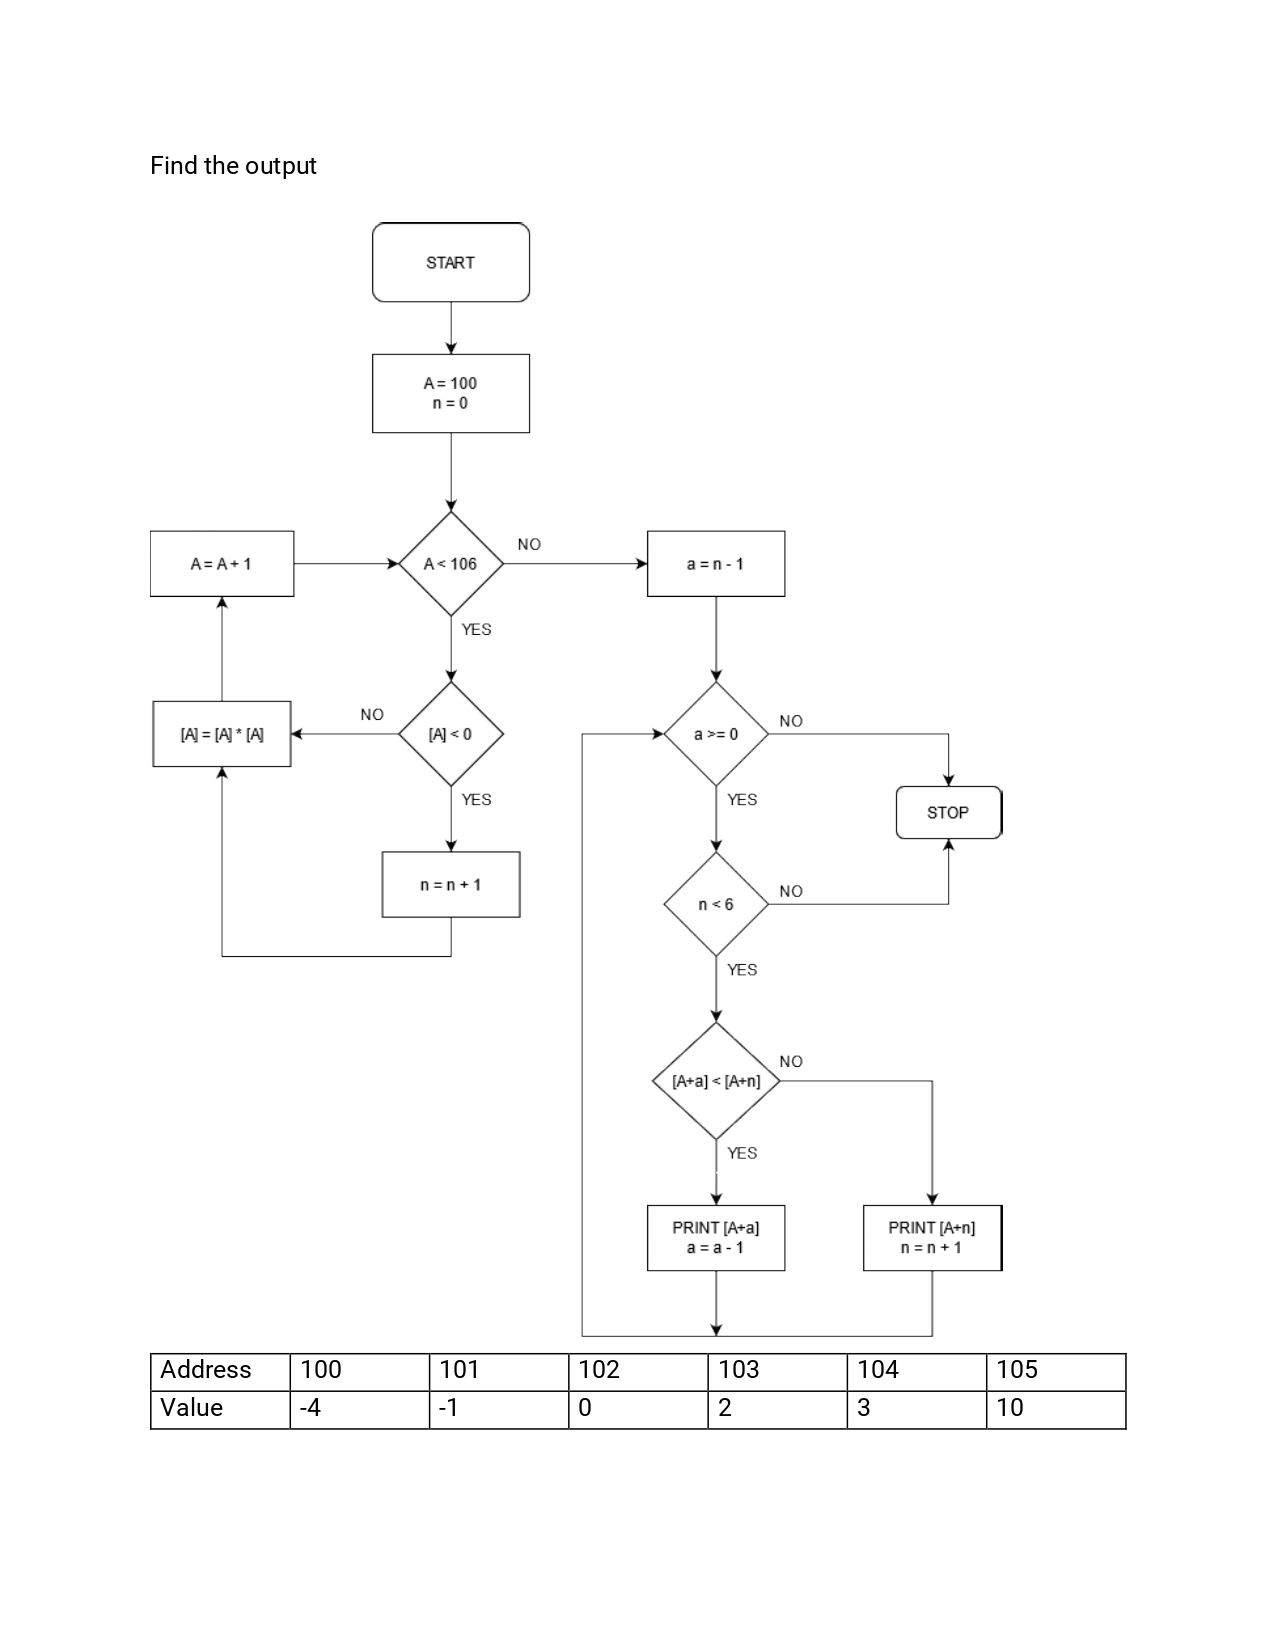 Find the output
START
A = 100
n = 0
A = A + 1
A < 106
NO
a = n - 1
YES
[A] = [A] * [A]
NO
[A] < 0
a >= 0
NO
YES
YES
STOP
n = n + 1
n < 6
NO
YES
[A+a] < [A+n]
NO
YES
PRINT [A+a]
a = a - 1
PRINT [A+n]
n = n + 1
Address 100 101 102 103 104 105
Value -4 -1 0 2 3 10